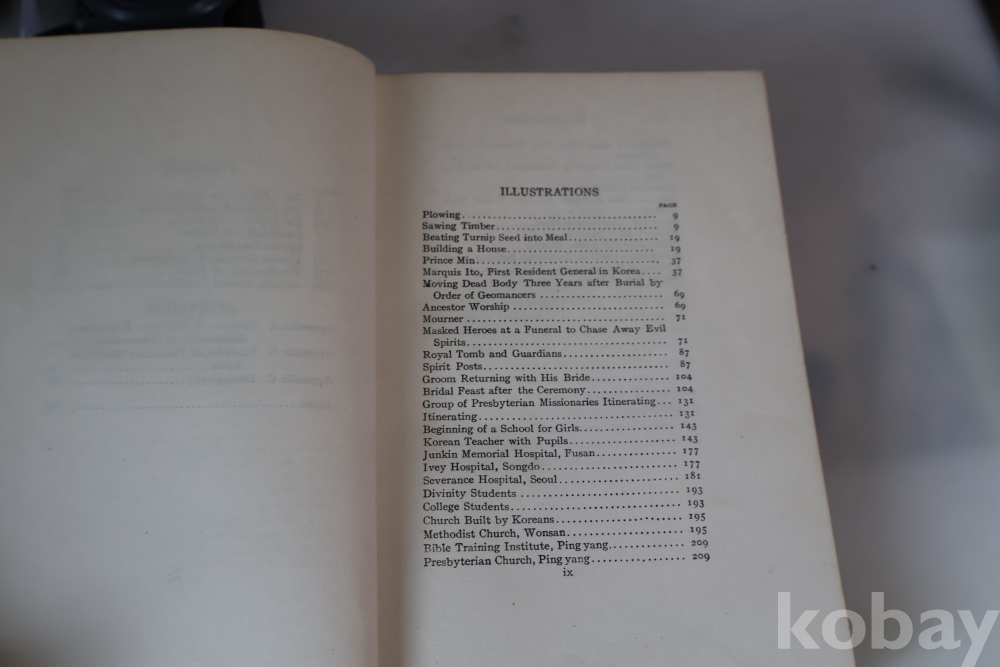 ILLUSTRATIONS
PAGE
Plowing........................................ 9
Sawing Timber.................................. 9
Beating Turnip Seed into Meal.................. 19
Building a House............................... 19
Prince Min..................................... 37
Marquis Ito, First Resident General in Korea.... 37
Moving Dead Body Three Years after Burial by
Order of Geomancers ........................ 69
Ancestor Worship .............................. 69
Mourner ....................................... 71
Masked Heroes at a Funeral to Chase Away Evil
Spirits..................................... 71
Royal Tomb and Guardians....................... 87
Spirit Posts................................... 87
Groom Returning with His Bride................. 104
Bridal Feast after the Ceremony................ 104
Group of Presbyterian Missionaries Itinerating... 131
Itinerating.................................... 131
Beginning of a School for Girls................ 143
Korean Teacher with Pupils..................... 143
Junkin Memorial Hospital, Fusan................ 177
Ivey Hospital, Songdo.......................... 177
Severance Hospital, Seoul...................... 181
Divinity Students ............................. 193
College Students............................... 193
Church Built by Koreans........................ 195
Methodist Church, Wonsan....................... 195
Bible Training Institute, Ping yang............ 209
Presbyterian Church, Ping yang................. 209
ix
kobay